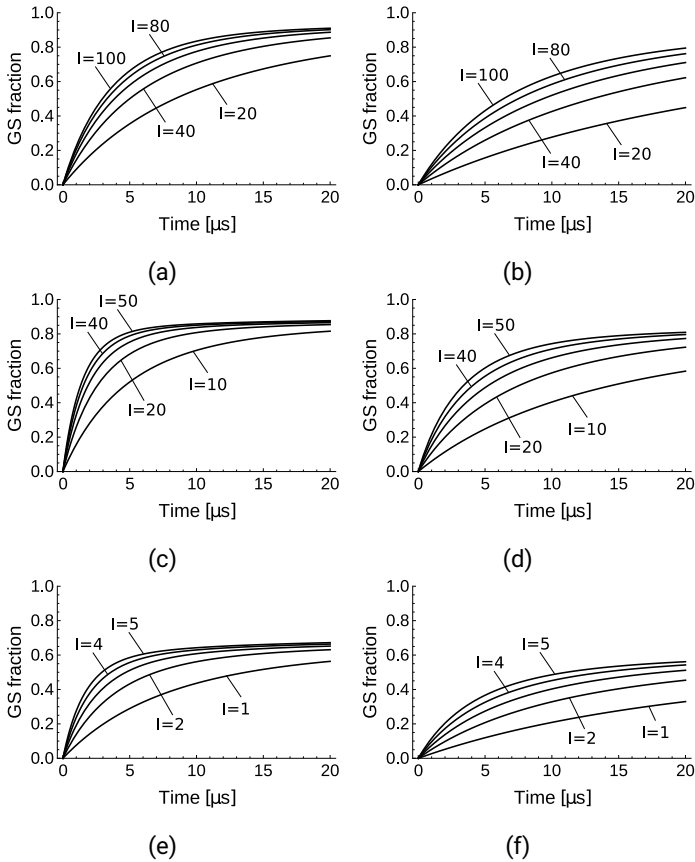 1.0
0.8
0.6
0.4
0.2
0.0
GS fraction
I=80
I=100
I=20
I=40
0
5
10
15
20
Time [µs]
(a)
1.0
0.8
0.6
0.4
0.2
0.0
GS fraction
I=80
I=100
I=40
I=20
0
5
10
15
20
Time [µs]
(b)
1.0
0.8
0.6
0.4
0.2
0.0
GS fraction
I=50
I=40
I=10
I=20
0
5
10
15
20
Time [µs]
(c)
1.0
0.8
0.6
0.4
0.2
0.0
GS fraction
I=50
I=40
I=10
I=20
0
5
10
15
20
Time [µs]
(d)
1.0
0.8
0.6
0.4
0.2
0.0
GS fraction
I=5
I=4
I=2
I=1
0
5
10
15
20
Time [µs]
(e)
1.0
0.8
0.6
0.4
0.2
0.0
GS fraction
I=5
I=4
I=2
I=1
0
5
10
15
20
Time [µs]
(f)